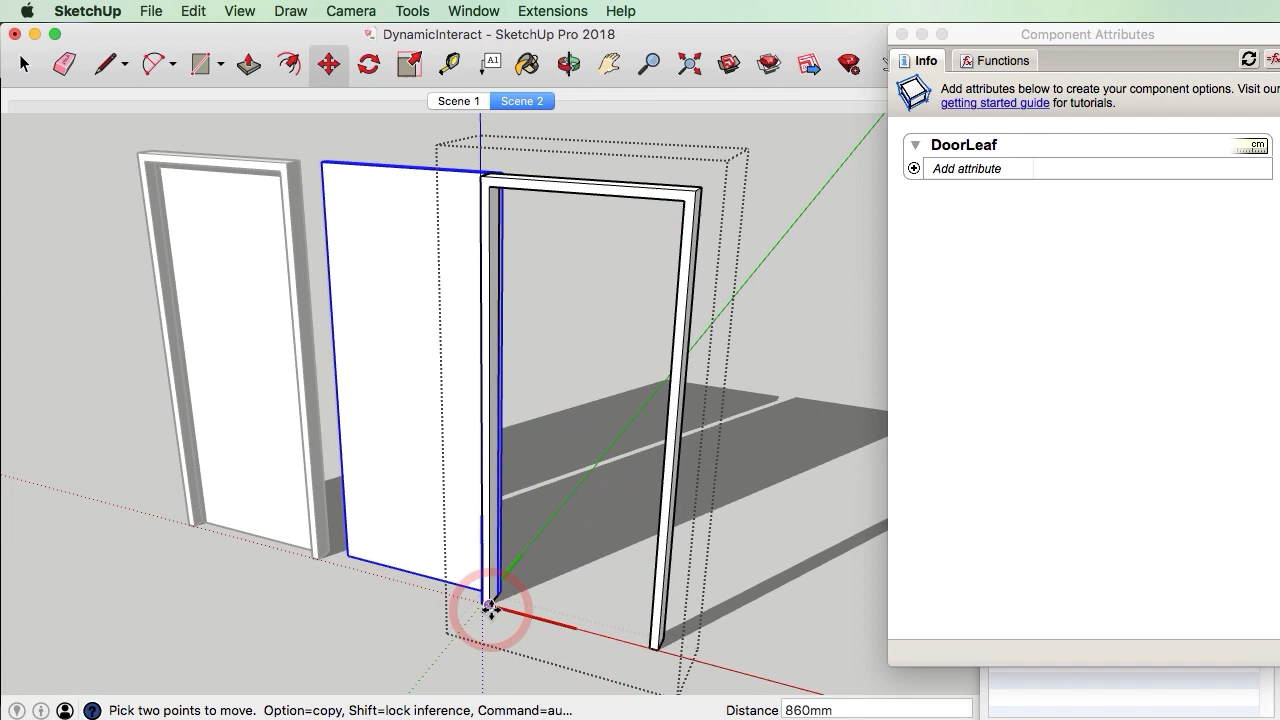 SketchUp File Edit View Draw Camera Tools Window Extensions Help
DynamicInteract - SketchUp Pro 2018
Component Attributes
A1
Info
Functions
Add attributes below to create your component options. Visit our
getting started guide for tutorials.
Scene 1 Scene 2
DoorLeaf
cm
Add attribute
Pick two points to move. Option=copy, Shift=lock inference, Command=au...
Distance 860mm